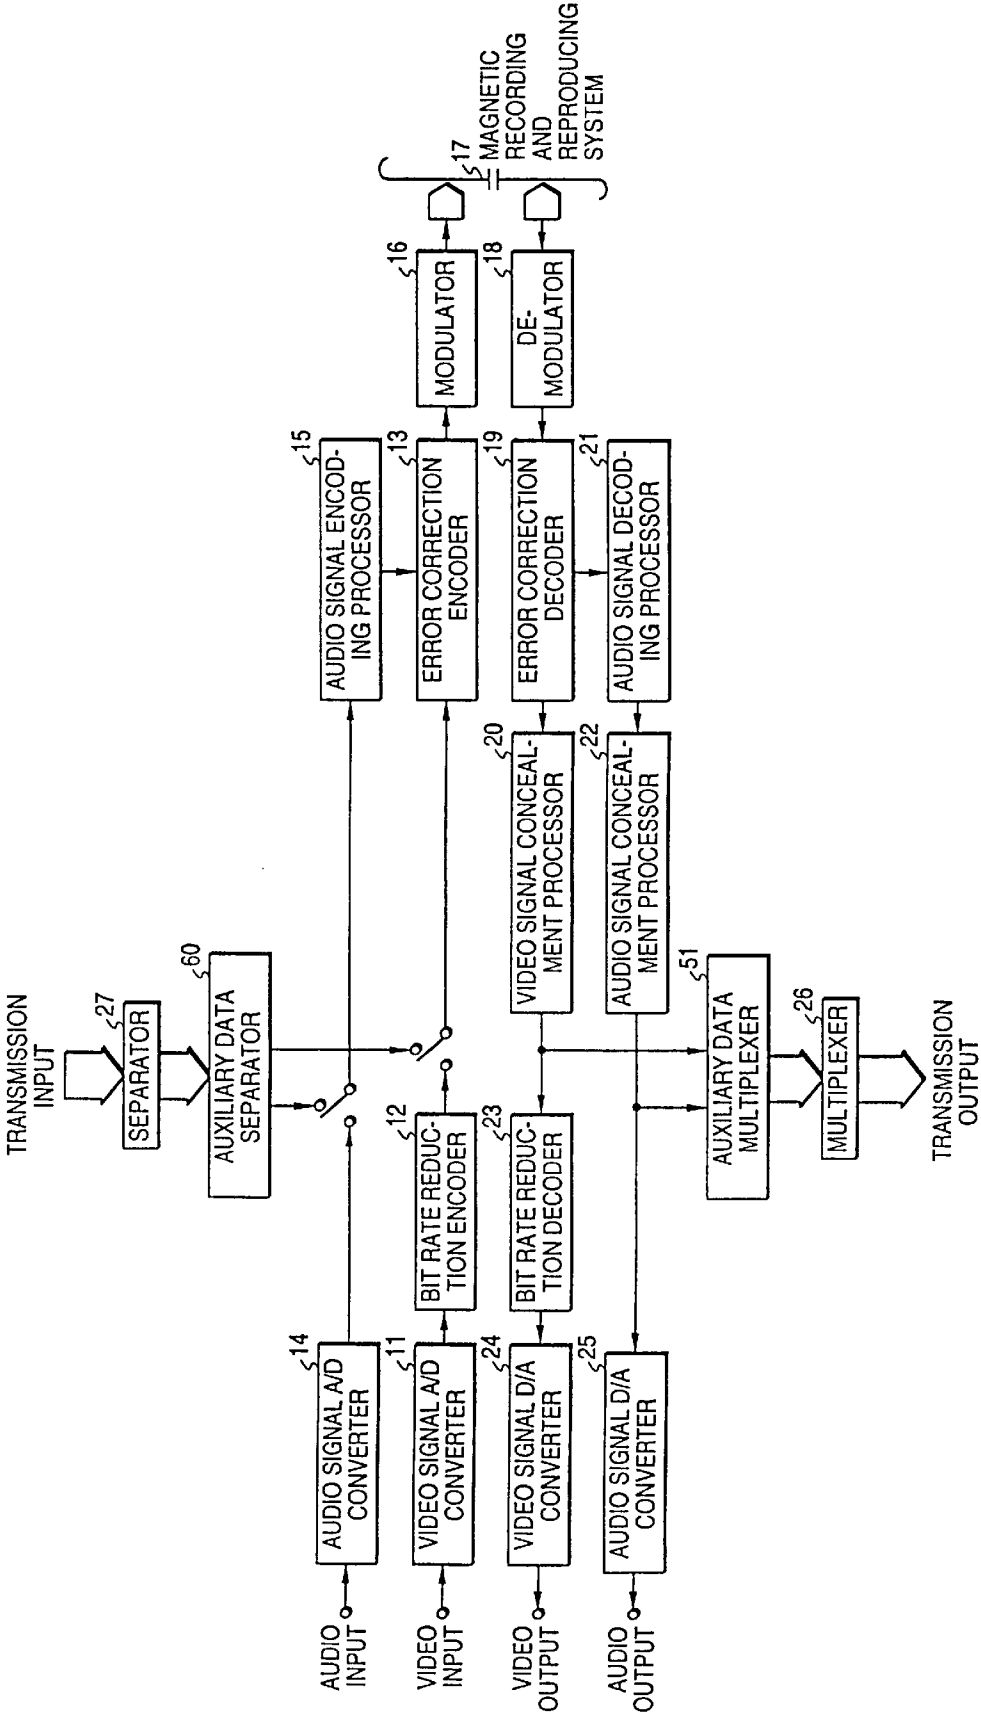 TRANSMISSION
INPUT
27
SEPARATOR
60
AUXILIARY DATA
SEPARATOR
AUDIO
INPUT
14
AUDIO SIGNAL A/D
CONVERTER
15
AUDIO SIGNAL ENCOD-
ING PROCESSOR
VIDEO
INPUT
11
VIDEO SIGNAL A/D
CONVERTER
12
BIT RATE REDUC-
TION ENCODER
13
ERROR CORRECTION
ENCODER
16
MODULATOR
17
MAGNETIC
RECORDING
AND
REPRODUCING
SYSTEM
VIDEO
OUTPUT
24
VIDEO SIGNAL D/A
CONVERTER
23
BIT RATE REDUC-
TION DECODER
20
VIDEO SIGNAL CONCEAL-
MENT PROCESSOR
19
ERROR CORRECTION
DECODER
18
DE-
MODULATOR
AUDIO
OUTPUT
25
AUDIO SIGNAL D/A
CONVERTER
22
AUDIO SIGNAL CONCEAL-
MENT PROCESSOR
21
AUDIO SIGNAL DECOD-
ING PROCESSOR
51
AUXILIARY DATA
MULTIPLEXER
26
MULTIPLEXER
TRANSMISSION
OUTPUT